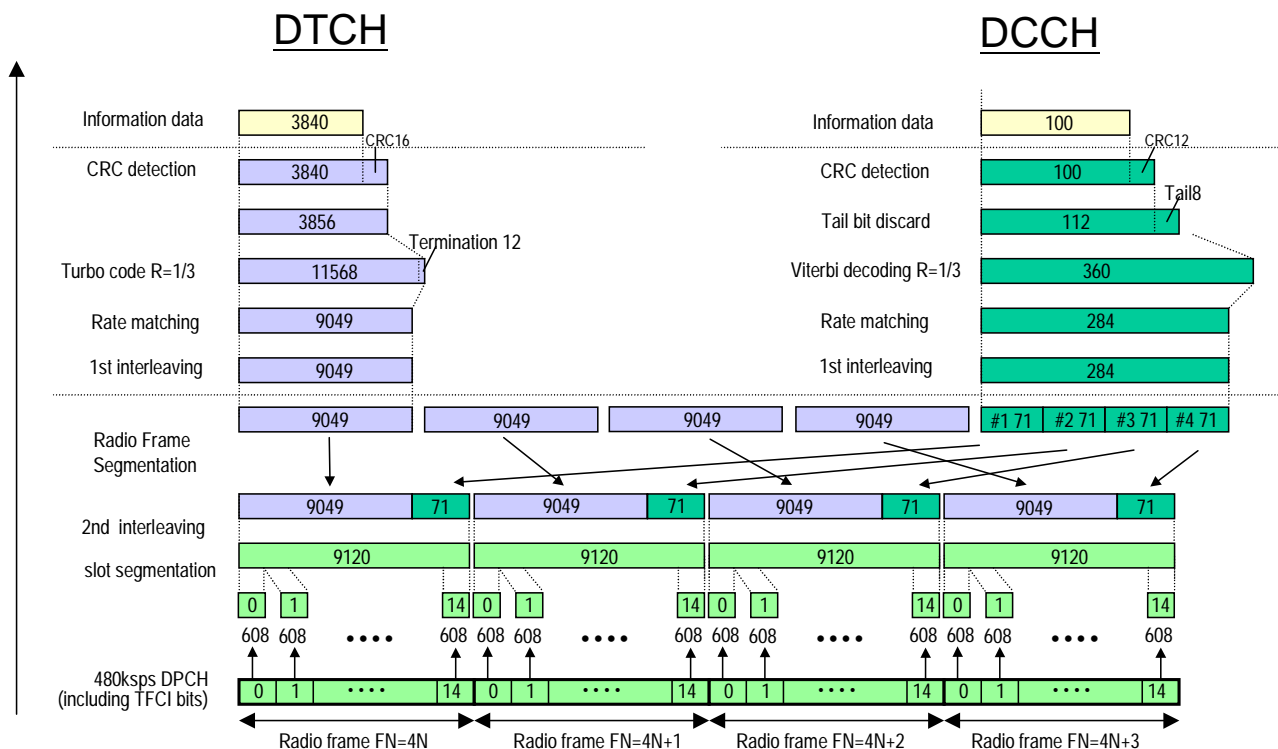 DTCH
DCCH
Information data
3840
Information data
100
CRC16
CRC12
CRC detection
3840
CRC detection
100
Tail8
3856
Tail bit discard
112
Termination 12
Turbo code R=1/3
11568
Viterbi decoding R=1/3
360
Rate matching
9049
Rate matching
284
1st interleaving
9049
1st interleaving
284
9049 9049 9049 9049 #1 71 #2 71 #3 71 #4 71
Radio Frame
Segmentation
9049 71 9049 71 9049 71 9049 71
2nd interleaving
9120 9120 9120 9120
slot segmentation
0 1 14 0 1 14 0 1 14 0 1 14
608 608 •••• 608 608 608 •••• 608 608 608 •••• 608 608 608 •••• 608
480ksps DPCH
(including TFCI bits)
0 1 •••• 14 0 1 •••• 14 0 1 •••• 14 0 1 •••• 14
Radio frame FN=4N
Radio frame FN=4N+1
Radio frame FN=4N+2
Radio frame FN=4N+3